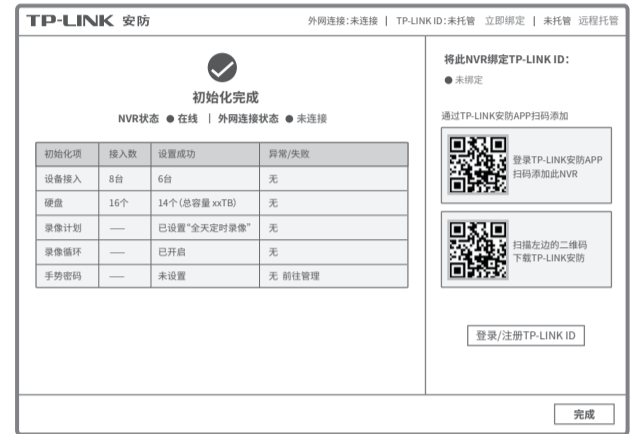 TP-LINK 安防
外网连接:未连接 | TP-LINK ID:未托管 立即绑定 | 未托管 远程托管
初始化完成
NVR状态 ● 在线 | 外网连接状态 ● 未连接
初始化项 接入数 设置成功 异常/失败
设备接入 8台 6台 无
硬盘 16个 14个(总容量 xxTB) 无
录像计划 — 已设置“全天定时录像” 无
录像循环 — 已开启 无
手势密码 — 未设置 无 前往管理
将此NVR绑定TP-LINK ID:
● 未绑定
通过TP-LINK安防APP扫码添加
登录TP-LINK安防APP
扫码添加此NVR
扫描左边的二维码
下载TP-LINK安防
登录/注册TP-LINK ID
完成